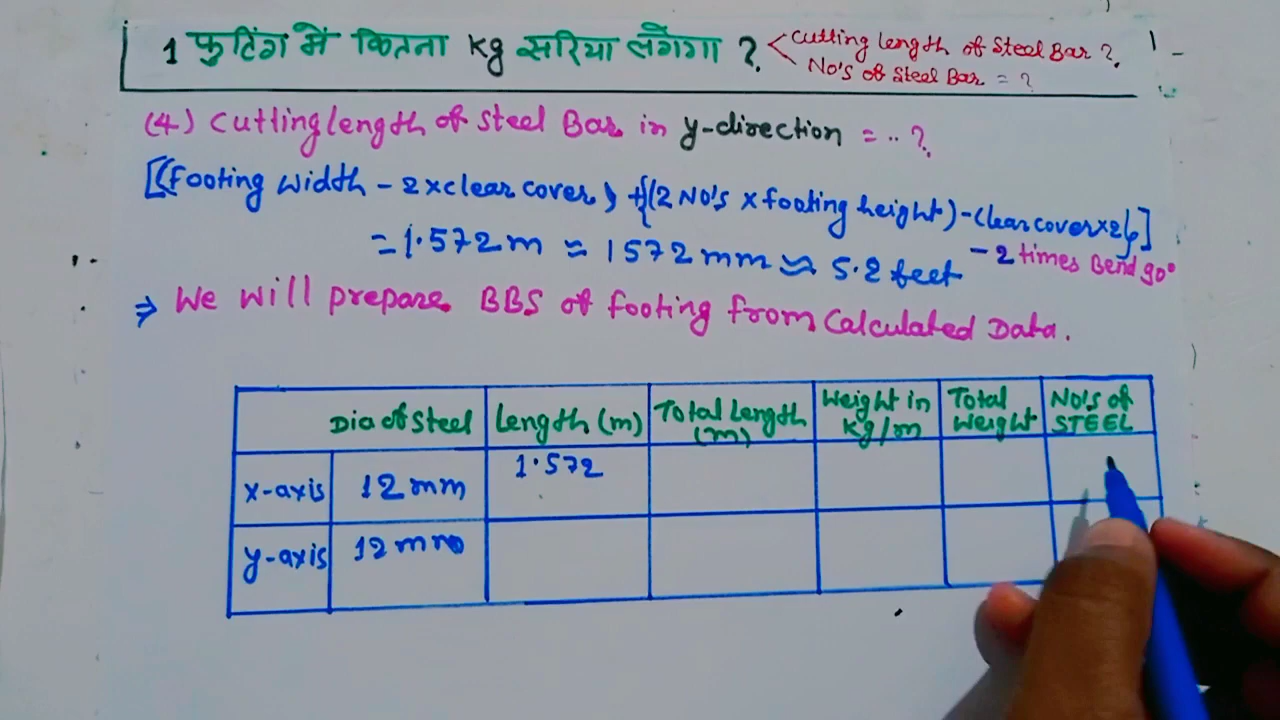 1 फुटिंग में कितना kg सरिया लगेगा ?
Cutting length of Steel Bar ?
No's of Steel Bar = ?
(4) Cutting length of steel Bar in y-direction = .. ?
[(footing width - 2 x clear cover) + {(2 No's x footing height) - clear cover x 2}]
- 2 times Bend 90°
= 1.572 m ≈ 1572 mm ≈ 5.2 feet
⇒ We will prepare BBS of footing from Calculated Data.
Dia of Steel Length (m) Total Length (m) Weight in kg/m Total Weight No's of STEEL
x-axis 12 mm 1.572
y-axis 12 mm